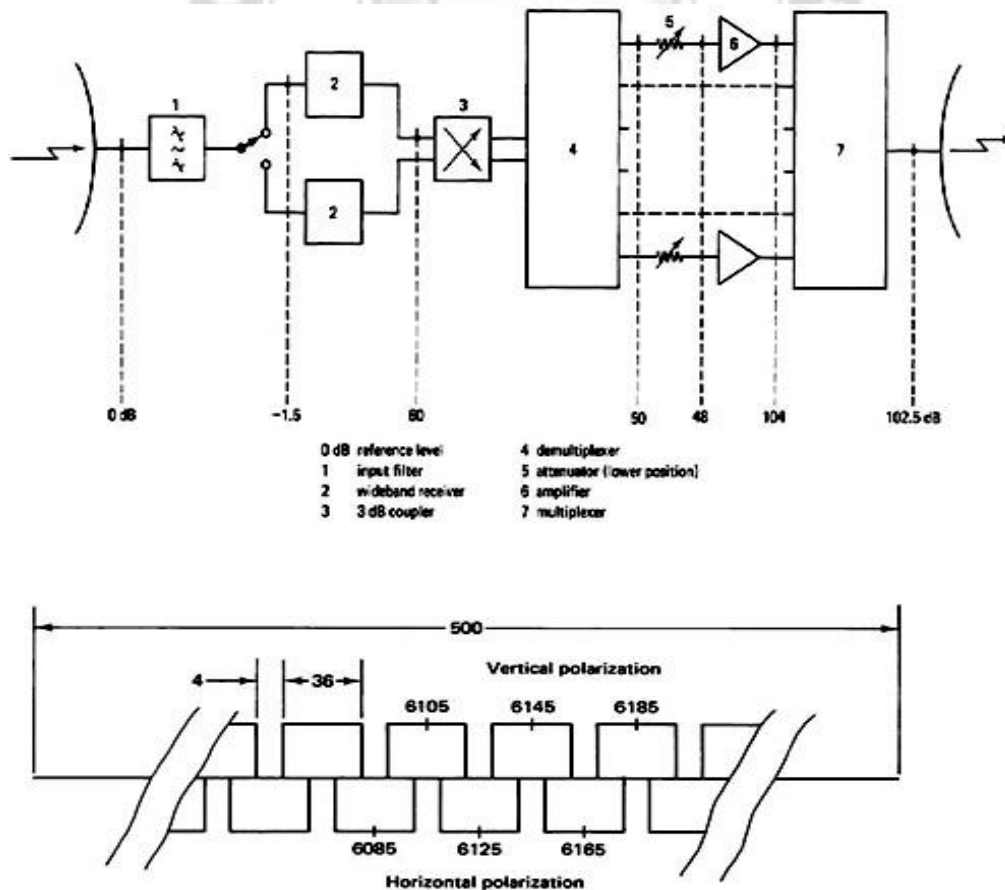 5
6
1
2
3
4
7
2
0 dB
-1.5
60
50
48
104
102.5 dB
0 dB reference level
1 input filter
2 wideband receiver
3 3 dB coupler
4 demultiplexer
5 attenuator (lower position)
6 amplifier
7 multiplexer
500
Vertical polarization
4
36
6105
6145
6185
6085
6125
6165
Horizontal polarization